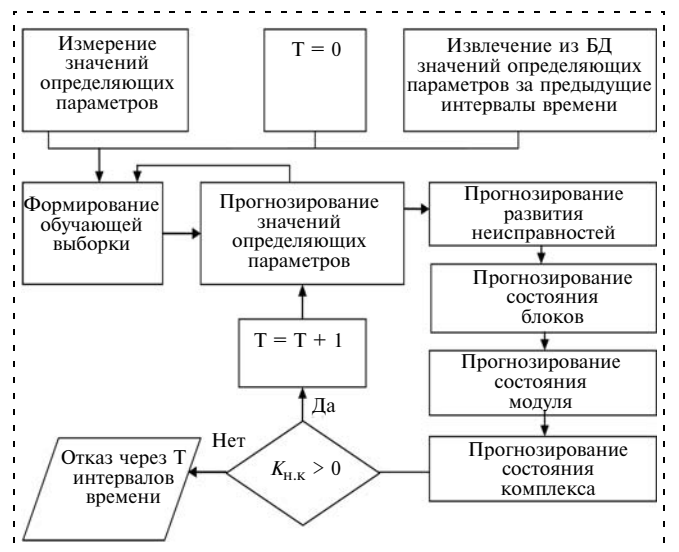 Измерение
значений
определяющих
параметров
T = 0
Извлечение из БД
значений определяющих
параметров за предыдущие
интервалы времени
Формирование
обучающей
выборки
Прогнозирование
значений
определяющих
параметров
Прогнозирование
развития
неисправностей
Прогнозирование
состояния
блоков
T = T + 1
Прогнозирование
состояния
модуля
Да
Нет
Отказ через T
интервалов
времени
Kн.к > 0
Прогнозирование
состояния
комплекса